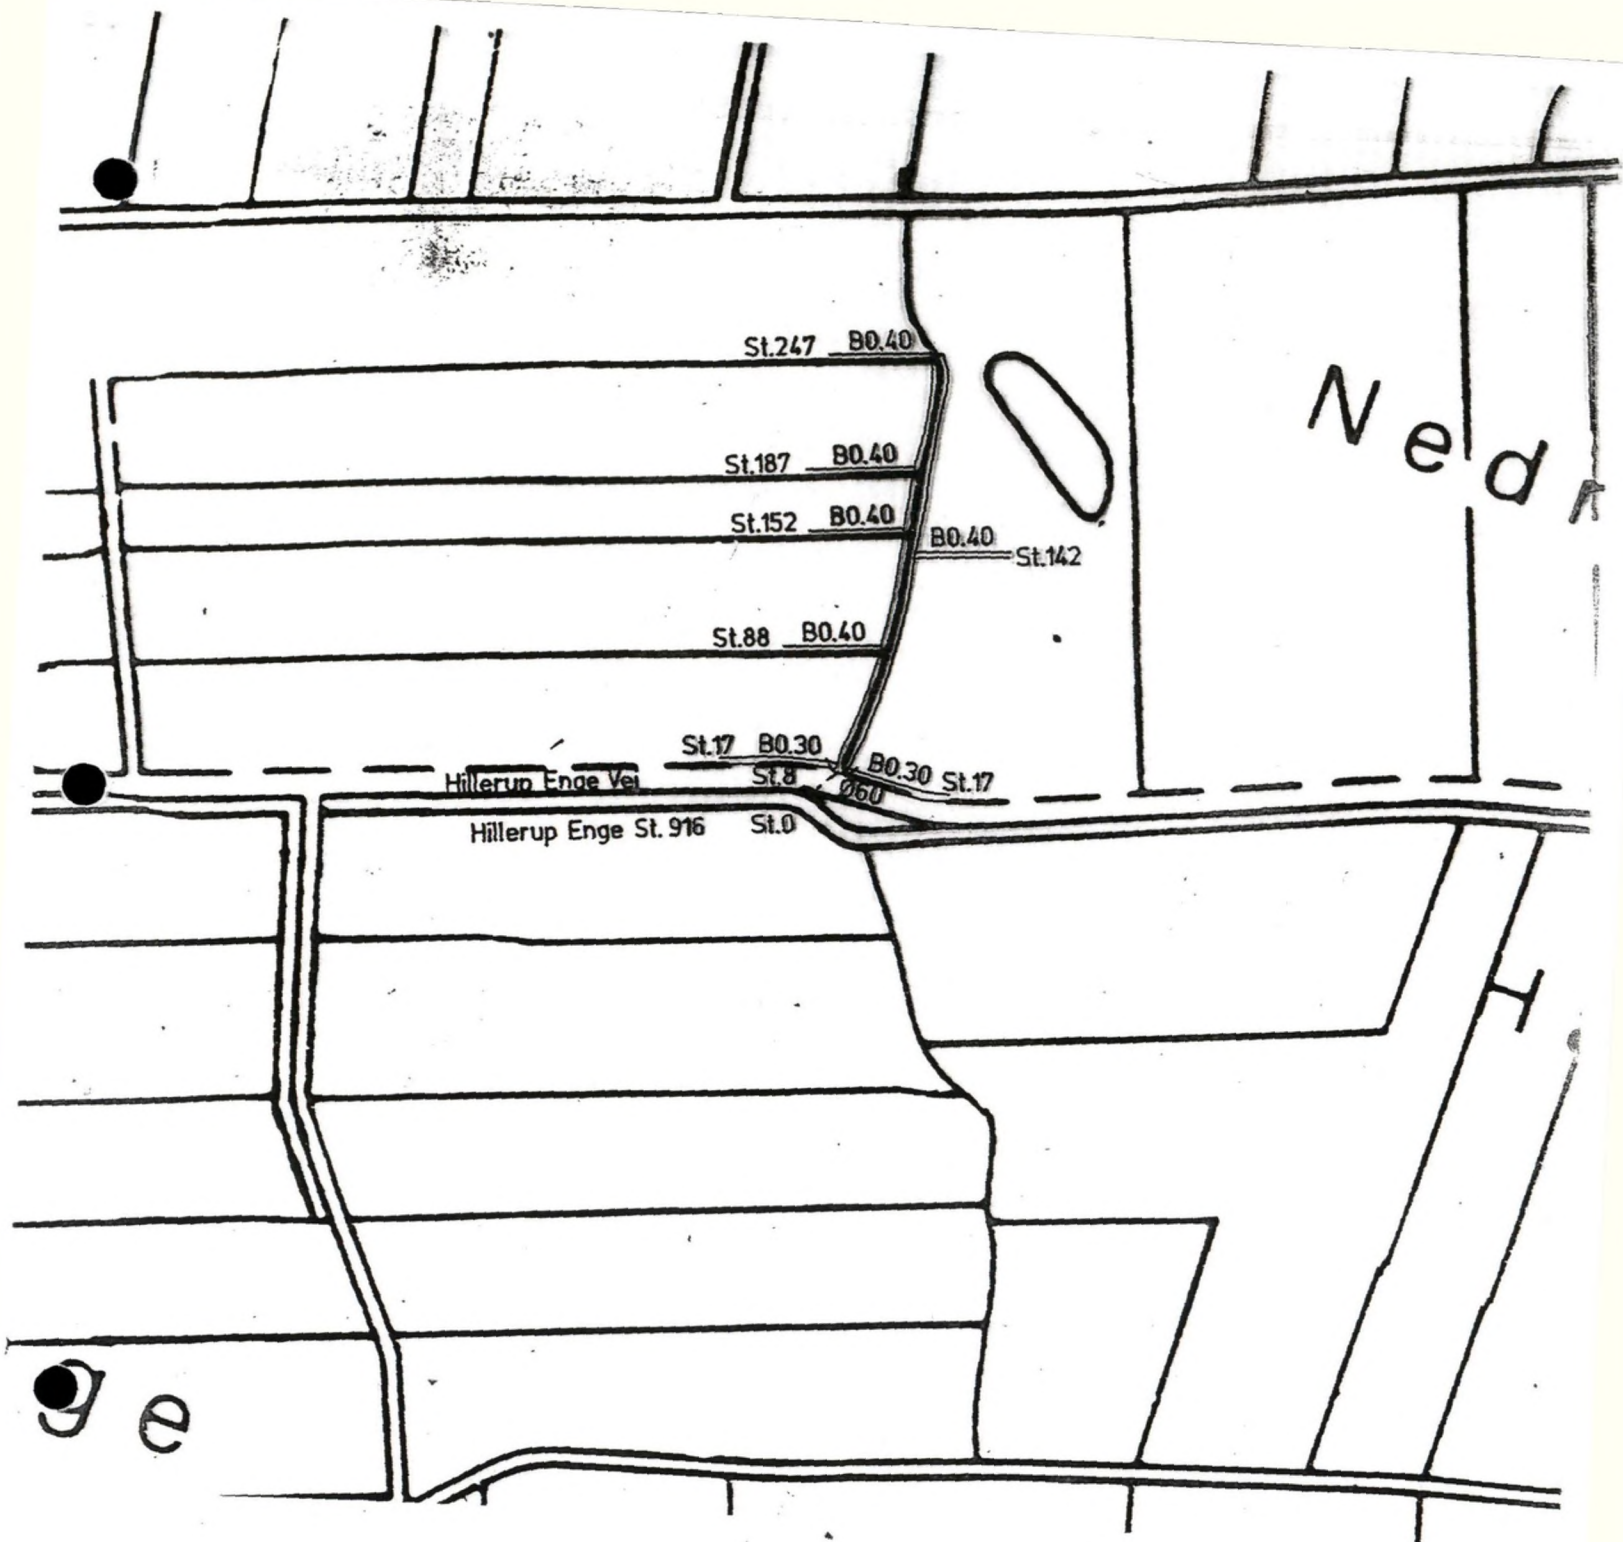 St.247 B0.40
N e d r
St.187 B0.40
St.152 B0.40
B0.40 St.142
St.88 B0.40
St.17 B0.30
B0.30 St.17
Hillerup Enge Vej
St.8
Ø60
Hillerup Enge St. 916 St.0
H.
g e